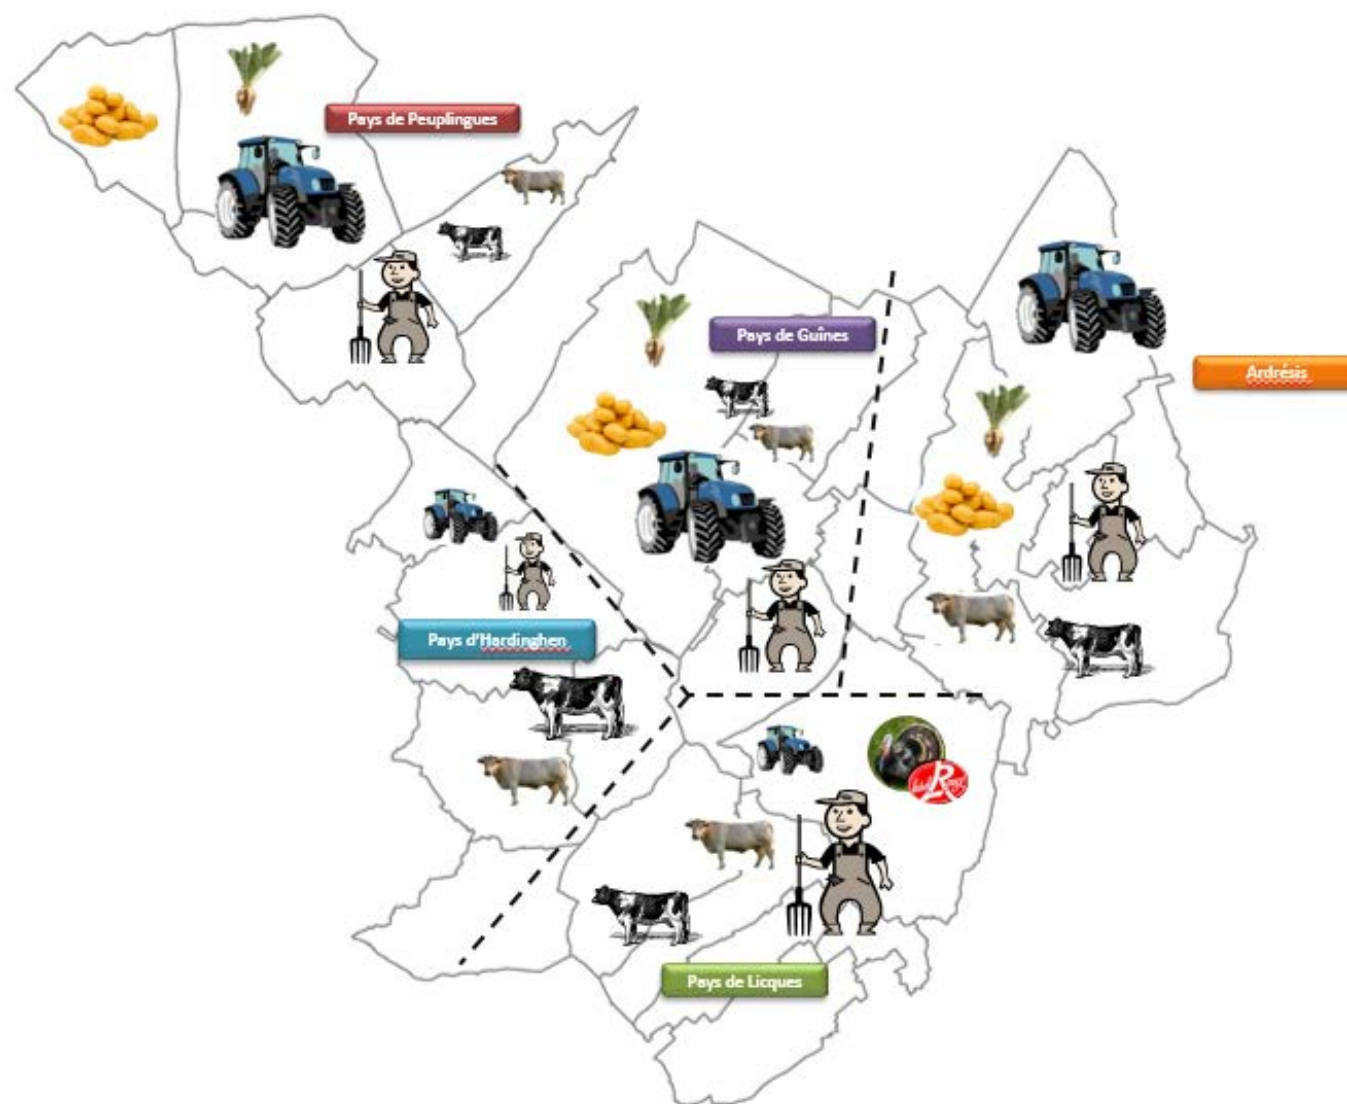 Pays de Peuplingues
Pays de Guînes
Ardrésis
Pays d'Hardinghen
Pays de Licques